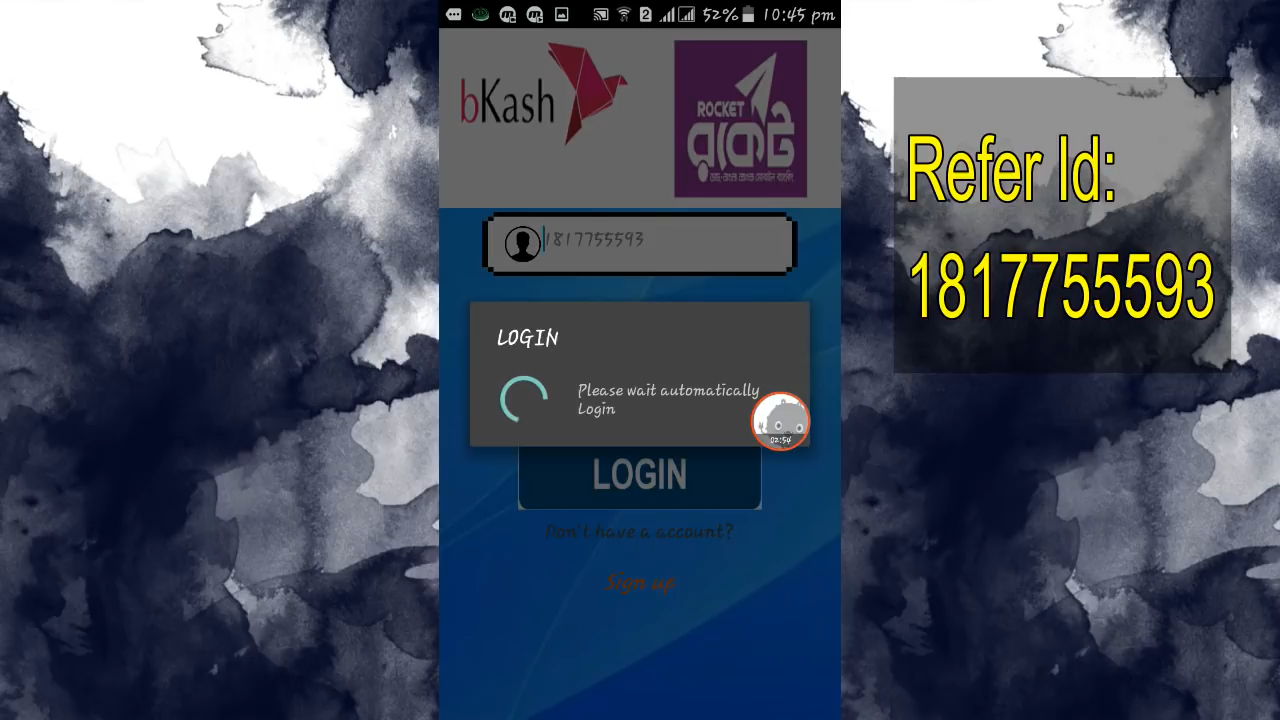 2 52% 10:45 pm
bKash
ROCKET
রকেট
1817755593
LOGIN
Please wait automatically
Login
02:54
LOGIN
Don't have a account?
Sign up
Refer Id:
1817755593